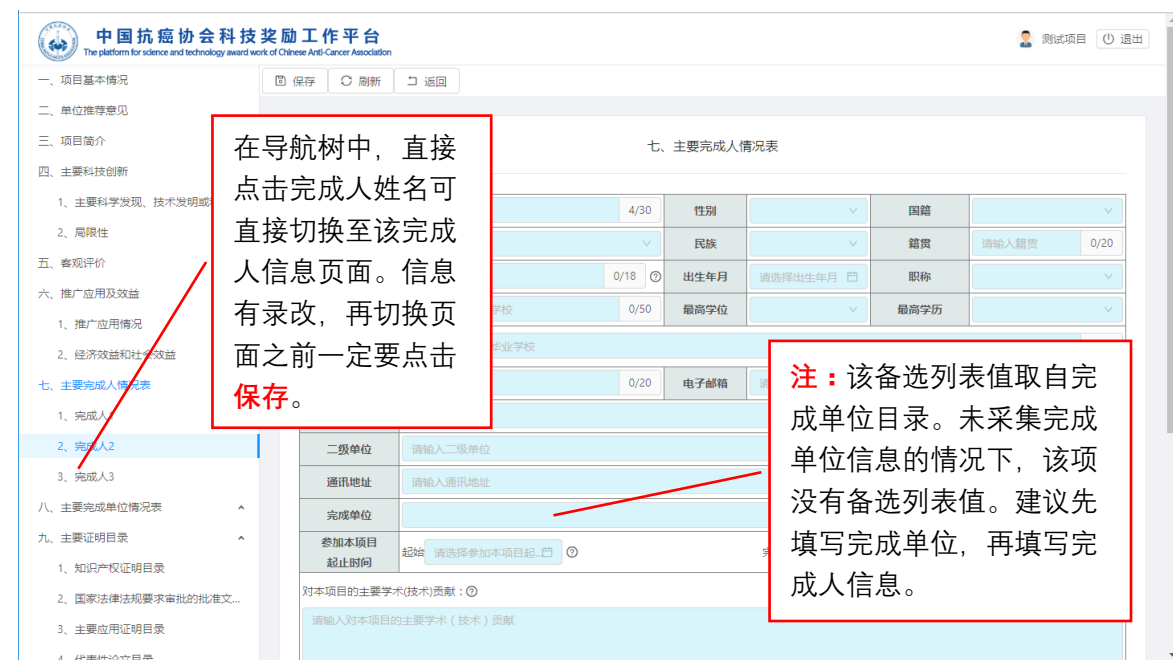 中国抗癌协会科技奖励工作平台
The platform for science and technology award work of Chinese Anti-Cancer Association
测试项目 退出
保存 刷新 返回
一、项目基本情况
二、单位推荐意见
三、项目简介
四、主要科技创新
1、主要科学发现、技术发明或
2、局限性
五、客观评价
六、推广应用及效益
1、推广应用情况
2、经济效益和社会效益
七、主要完成人情况表
1、完成人
2、完成人2
3、完成人3
八、主要完成单位情况表
九、主要证明目录
1、知识产权证明目录
2、国家法律法规要求审批的批准文...
3、主要应用证明目录
4、代表性论文目录
在导航树中，直接
点击完成人姓名可
直接切换至该完成
人信息页面。信息
有录改，再切换页
面之前一定要点击
保存。
七、主要完成人情况表
4/30 性别 国籍
民族 籍贯 请输入籍贯 0/20
0/18 出生年月 请选择出生年月 职称
学校 0/50 最高学位 最高学历
毕业学校
0/20 电子邮箱
二级单位 请输入二级单位
通讯地址 请输入通讯地址
完成单位
参加本项目
起止时间 起始 请选择参加本项目起...
对本项目的主要学术(技术)贡献：
请输入对本项目的主要学术（技术）贡献
注：该备选列表值取自完
成单位目录。未采集完成
单位信息的情况下，该项
没有备选列表值。建议先
填写完成单位，再填写完
成人信息。